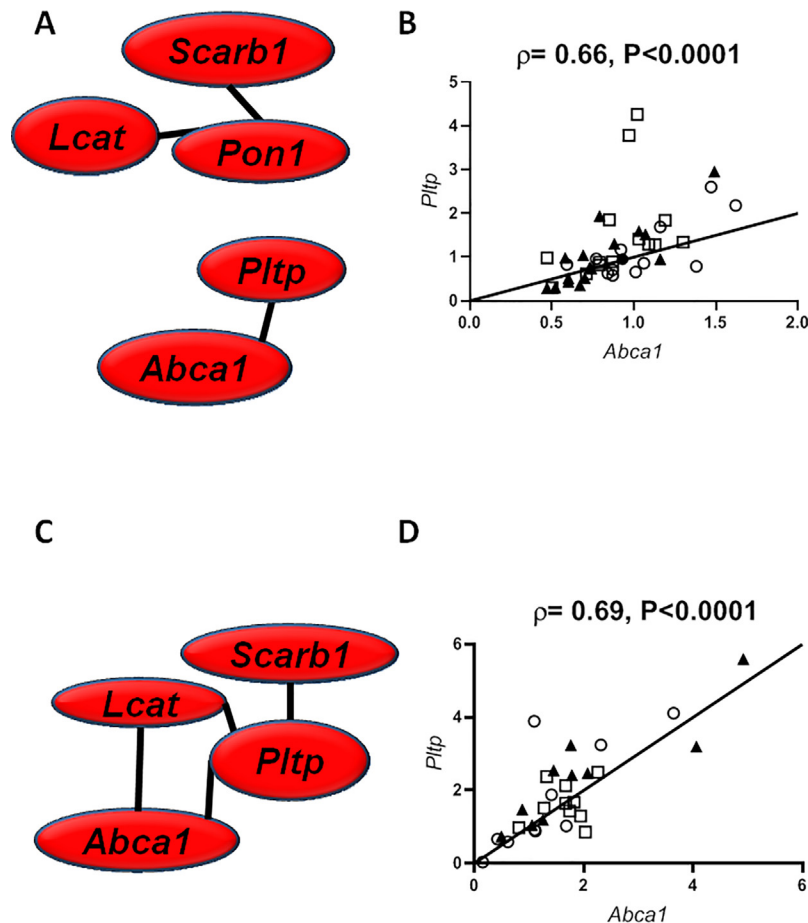 A
Scarb1
Lcat
Pon1
Pltp
Abca1
B
ρ= 0.66, P<0.0001
5
4
3
2
1
0
Pltp
0.0
0.5
1.0
1.5
2.0
Abca1
C
Scarb1
Lcat
Pltp
Abca1
D
ρ= 0.69, P<0.0001
6
4
2
0
Pltp
0
2
4
6
Abca1